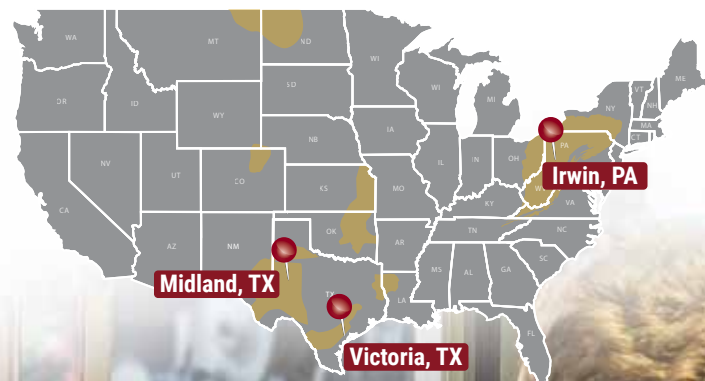 WA
MT
ND
WI
ME
OR
ID
SD
WI
MI
NY
VT
NH
WY
MA
CT
IA
NB
PA
NV
UT
CO
IL
IN
OH
Irwin, PA
KS
MO
KY
VA
CA
OK
TN
NC
AZ
NM
AR
SC
Midland, TX
MS
AL
GA
TX
LA
FL
Victoria, TX